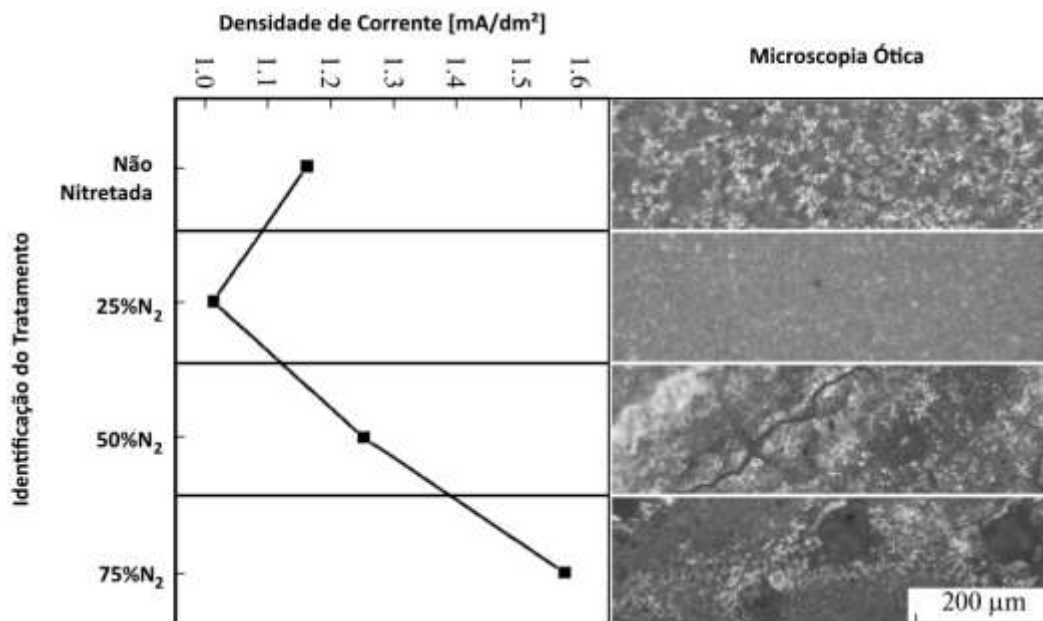 Densidade de Corrente [mA/dm²]
1.0 1.1 1.2 1.3 1.4 1.5 1.6
Microscopia Ótica
Identificação do Tratamento
Não
Nitretada
25%N₂
50%N₂
75%N₂
200 µm